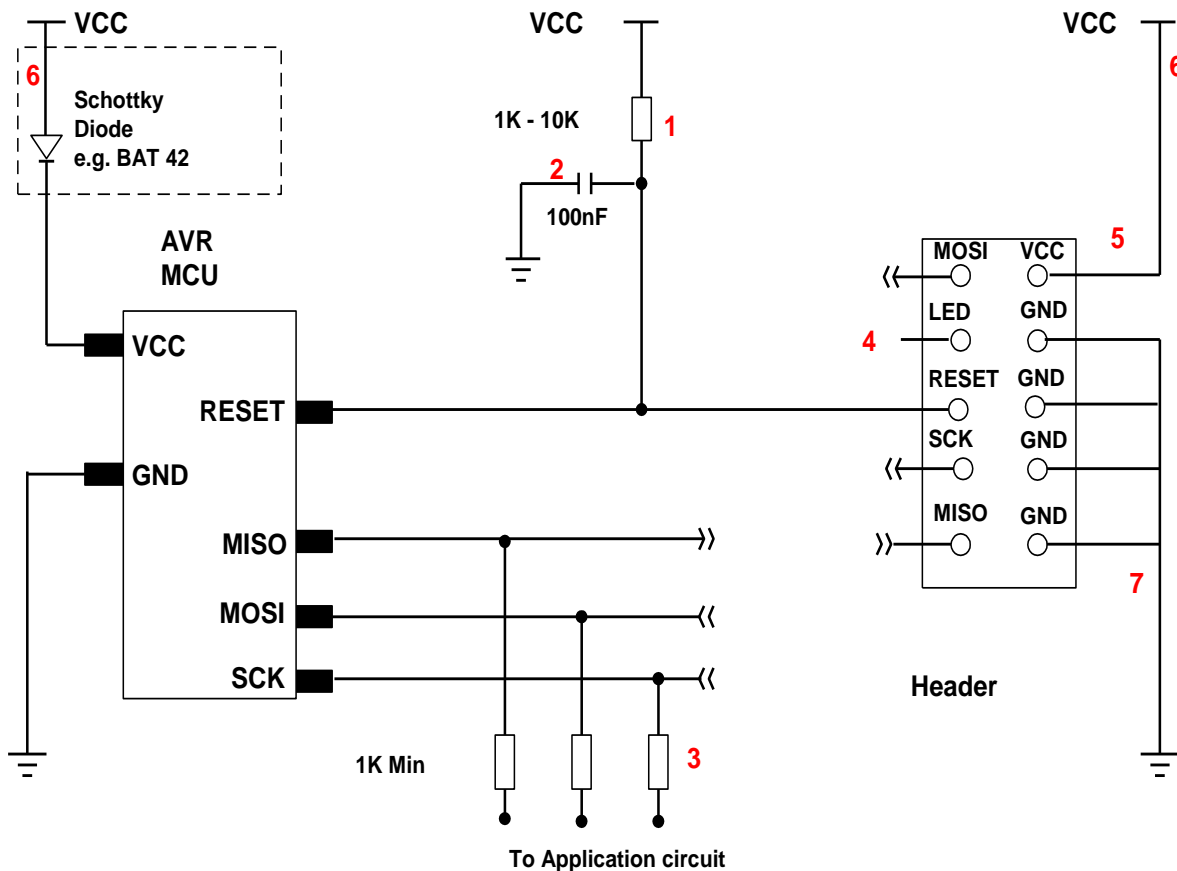 VCC
VCC
VCC
6
Schottky
Diode
e.g. BAT 42
1K - 10K
1
2
100nF
6
5
AVR
MCU
VCC
RESET
GND
MISO
MOSI
SCK
MOSI VCC
LED GND
4
RESET GND
SCK GND
MISO GND
7
Header
1K Min
3
To Application circuit